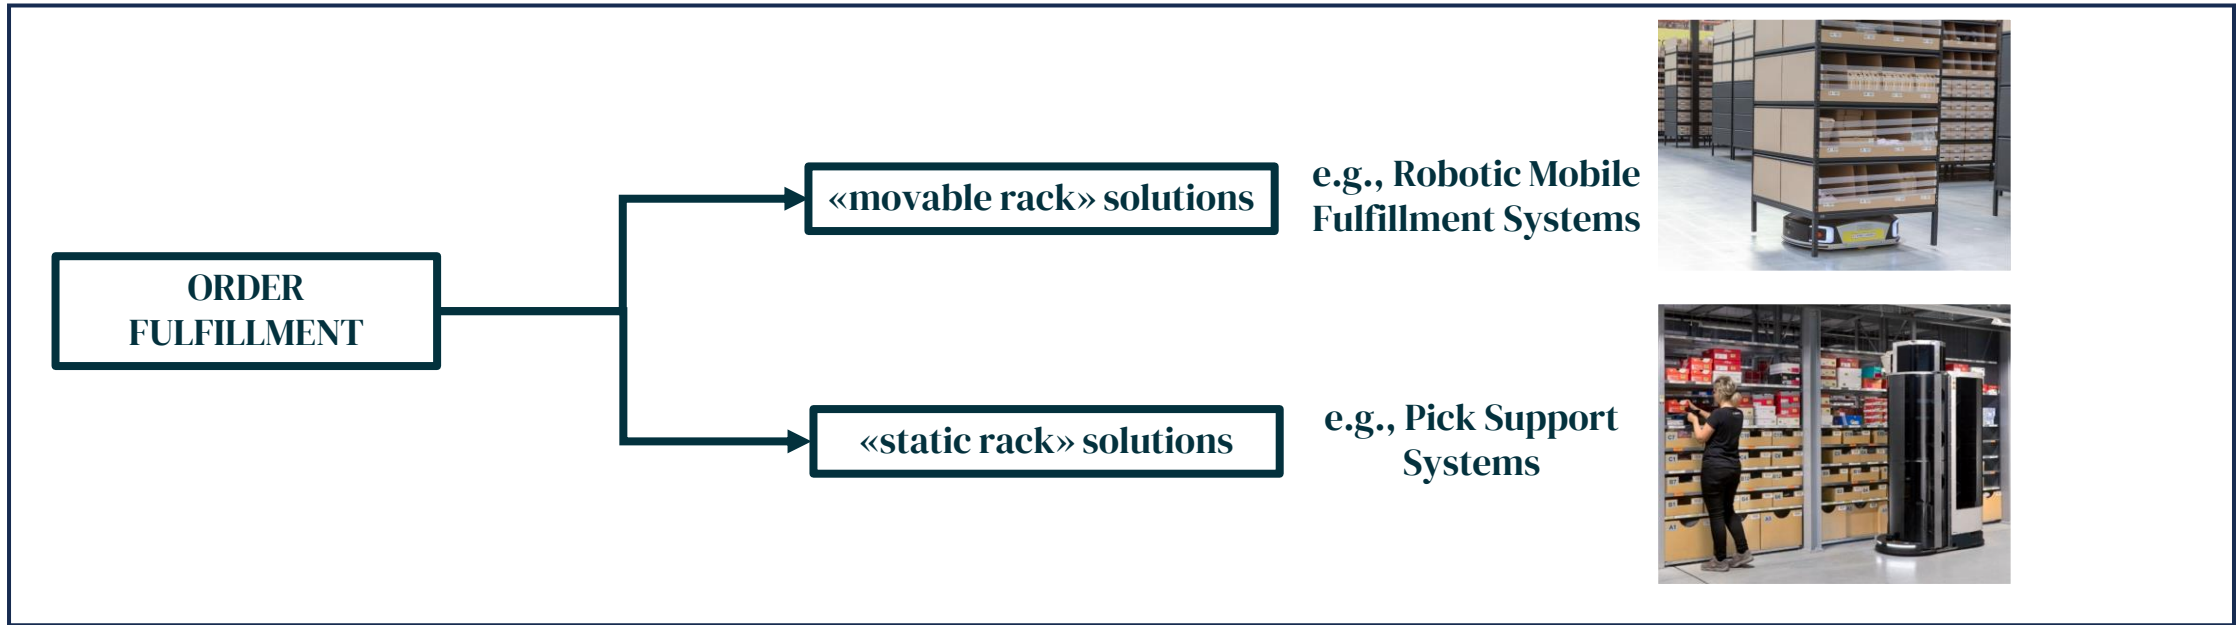 ORDER
FULFILLMENT
«movable rack» solutions
e.g., Robotic Mobile
Fulfillment Systems
«static rack» solutions
e.g., Pick Support
Systems